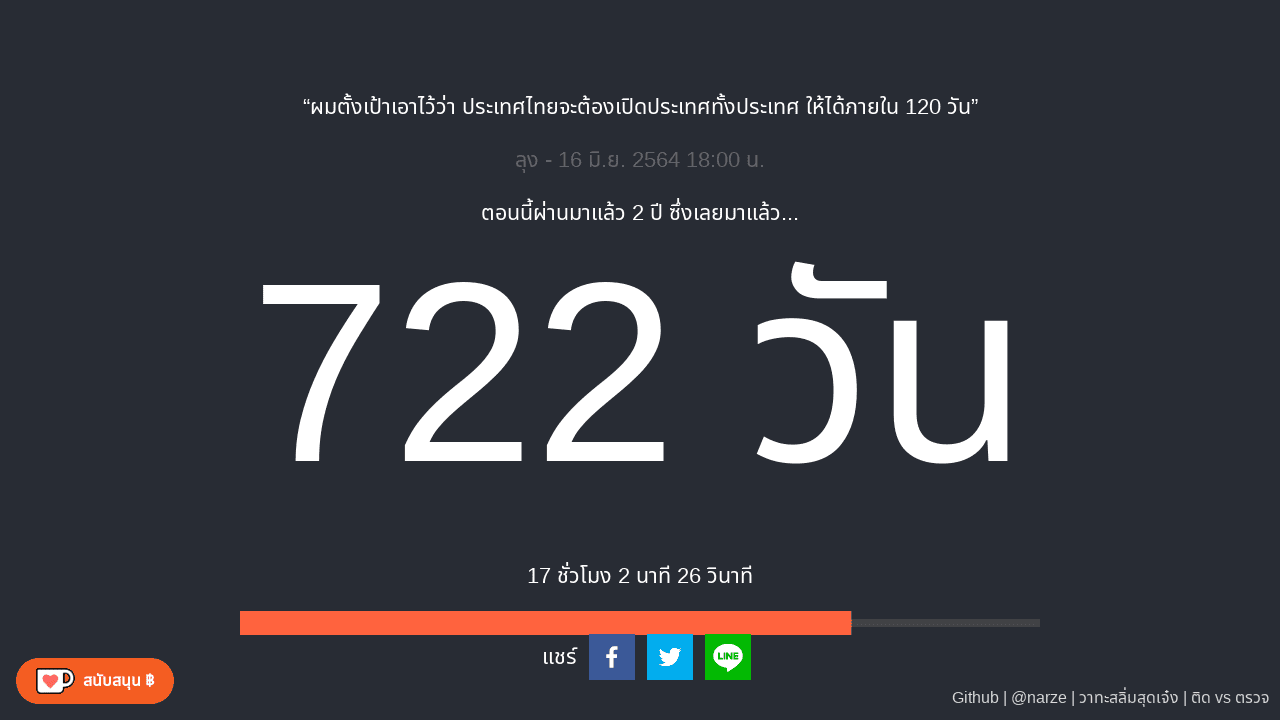 “ผมตั้งเป้าเอาไว้ว่า ประเทศไทยจะต้องเปิดประเทศทั้งประเทศ ให้ได้ภายใน 120 วัน”
ลุง - 16 มิ.ย. 2564 18:00 น.
ตอนนี้ผ่านมาแล้ว 2 ปี ซึ่งเลยมาแล้ว...
722 วัน
17 ชั่วโมง 2 นาที 26 วินาที
แชร์
LINE
สนับสนุน ฿
Github | @narze | วาทะสลิ่มสุดเจ๋ง | ติด vs ตรวจ